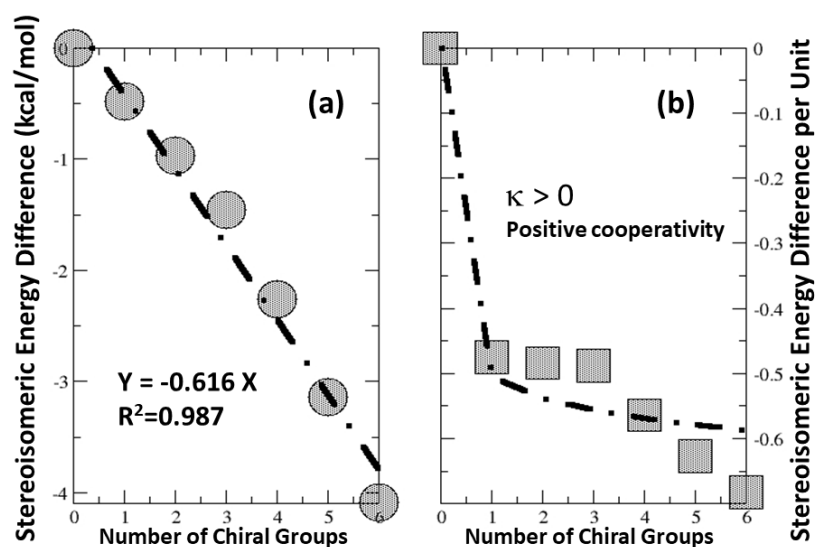 Stereoisomeric Energy Difference (kcal/mol)
0
-1
-2
-3
-4
(a)
Y = -0.616 X
R²=0.987
0 1 2 3 4 5 6
Number of Chiral Groups
(b)
κ > 0
Positive cooperativity
0
-0.1
-0.2
-0.3
-0.4
-0.5
-0.6
0 1 2 3 4 5 6
Number of Chiral Groups
Stereoisomeric Energy Difference per Unit